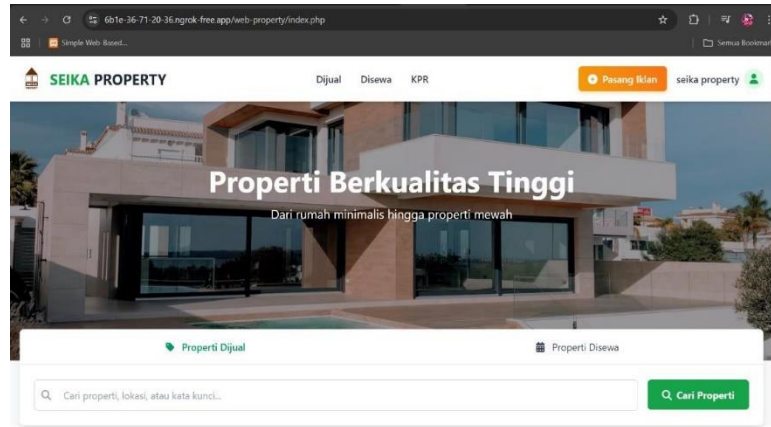 6b1e-36-71-20-36.ngrok-free.app/web-property/index.php
Simple Web Based...
Semua Bookmark
SEIKA PROPERTY
Dijual
Disewa
KPR
Pasang Iklan
seika property
Properti Berkualitas Tinggi
Dari rumah minimalis hingga properti mewah
Properti Dijual
Properti Disewa
Cari properti, lokasi, atau kata kunci...
Cari Properti